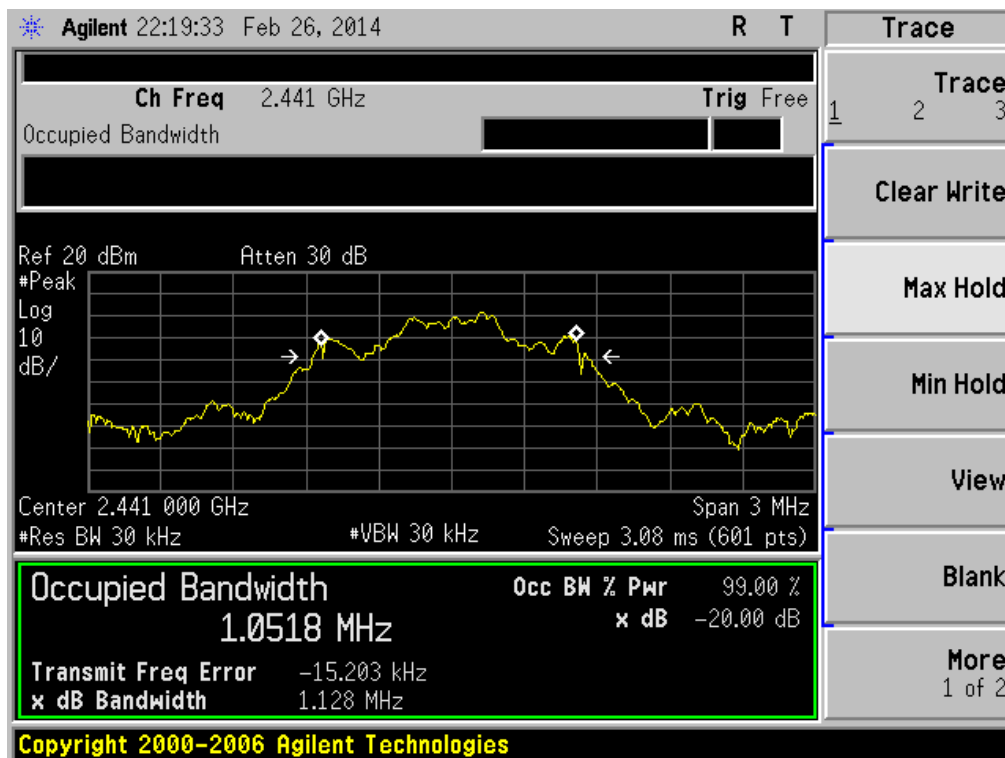 Agilent 22:19:33 Feb 26, 2014 R T
Trace
Ch Freq 2.441 GHz Trig Free
Occupied Bandwidth
Trace
1 2 3
Clear Write
Max Hold
Min Hold
View
Blank
More
1 of 2
Ref 20 dBm Atten 30 dB
#Peak
Log
10
dB/
Center 2.441 000 GHz Span 3 MHz
#Res BW 30 kHz #VBW 30 kHz Sweep 3.08 ms (601 pts)
Occupied Bandwidth Occ BW % Pwr 99.00 %
1.0518 MHz x dB -20.00 dB
Transmit Freq Error -15.203 kHz
x dB Bandwidth 1.128 MHz
Copyright 2000-2006 Agilent Technologies